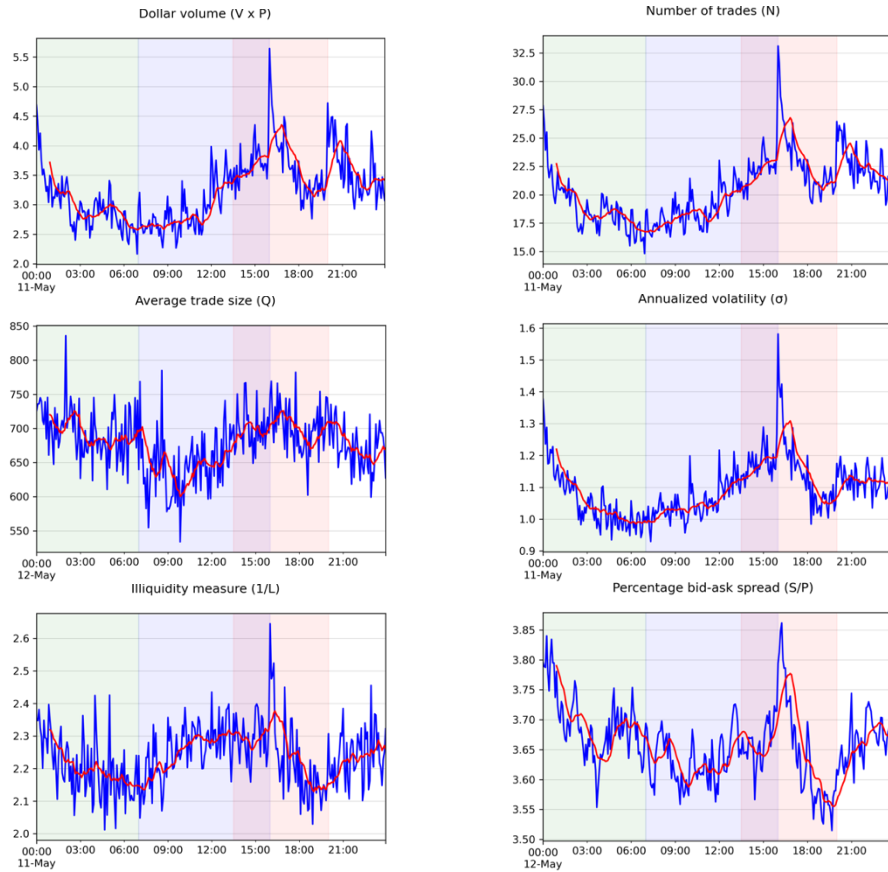 Dollar volume (V x P)
5.5
5.0
4.5
4.0
3.5
3.0
2.5
2.0
00:00 03:00 06:00 09:00 12:00 15:00 18:00 21:00
11-May
Number of trades (N)
32.5
30.0
27.5
25.0
22.5
20.0
17.5
15.0
00:00 03:00 06:00 09:00 12:00 15:00 18:00 21:00
11-May
Average trade size (Q)
850
800
750
700
650
600
550
00:00 03:00 06:00 09:00 12:00 15:00 18:00 21:00
12-May
Annualized volatility (σ)
1.6
1.5
1.4
1.3
1.2
1.1
1.0
0.9
00:00 03:00 06:00 09:00 12:00 15:00 18:00 21:00
11-May
Illiquidity measure (1/L)
2.6
2.5
2.4
2.3
2.2
2.1
2.0
00:00 03:00 06:00 09:00 12:00 15:00 18:00 21:00
11-May
Percentage bid-ask spread (S/P)
3.85
3.80
3.75
3.70
3.65
3.60
3.55
3.50
00:00 03:00 06:00 09:00 12:00 15:00 18:00 21:00
12-May